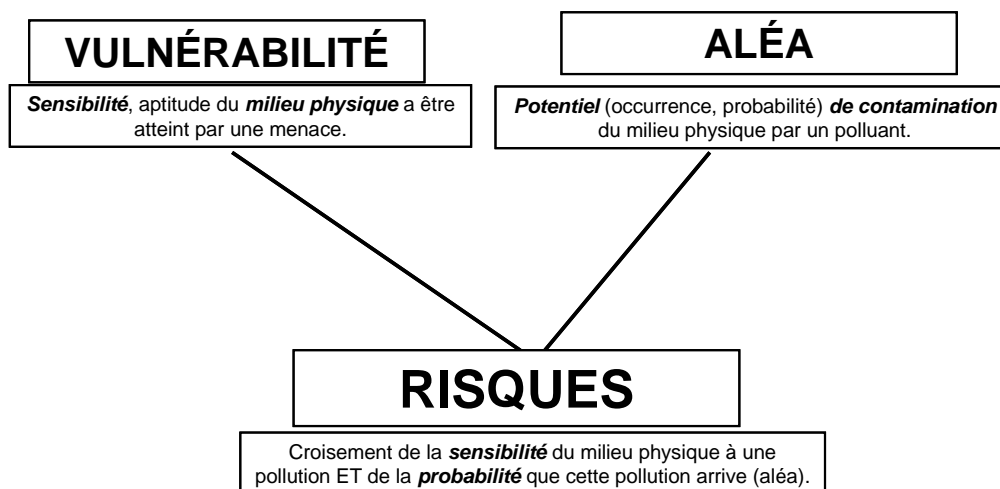 VULNÉRABILITÉ
Sensibilité, aptitude du milieu physique a être
atteint par une menace.
ALÉA
Potentiel (occurrence, probabilité) de contamination
du milieu physique par un polluant.
RISQUES
Croisement de la sensibilité du milieu physique à une
pollution ET de la probabilité que cette pollution arrive (aléa).